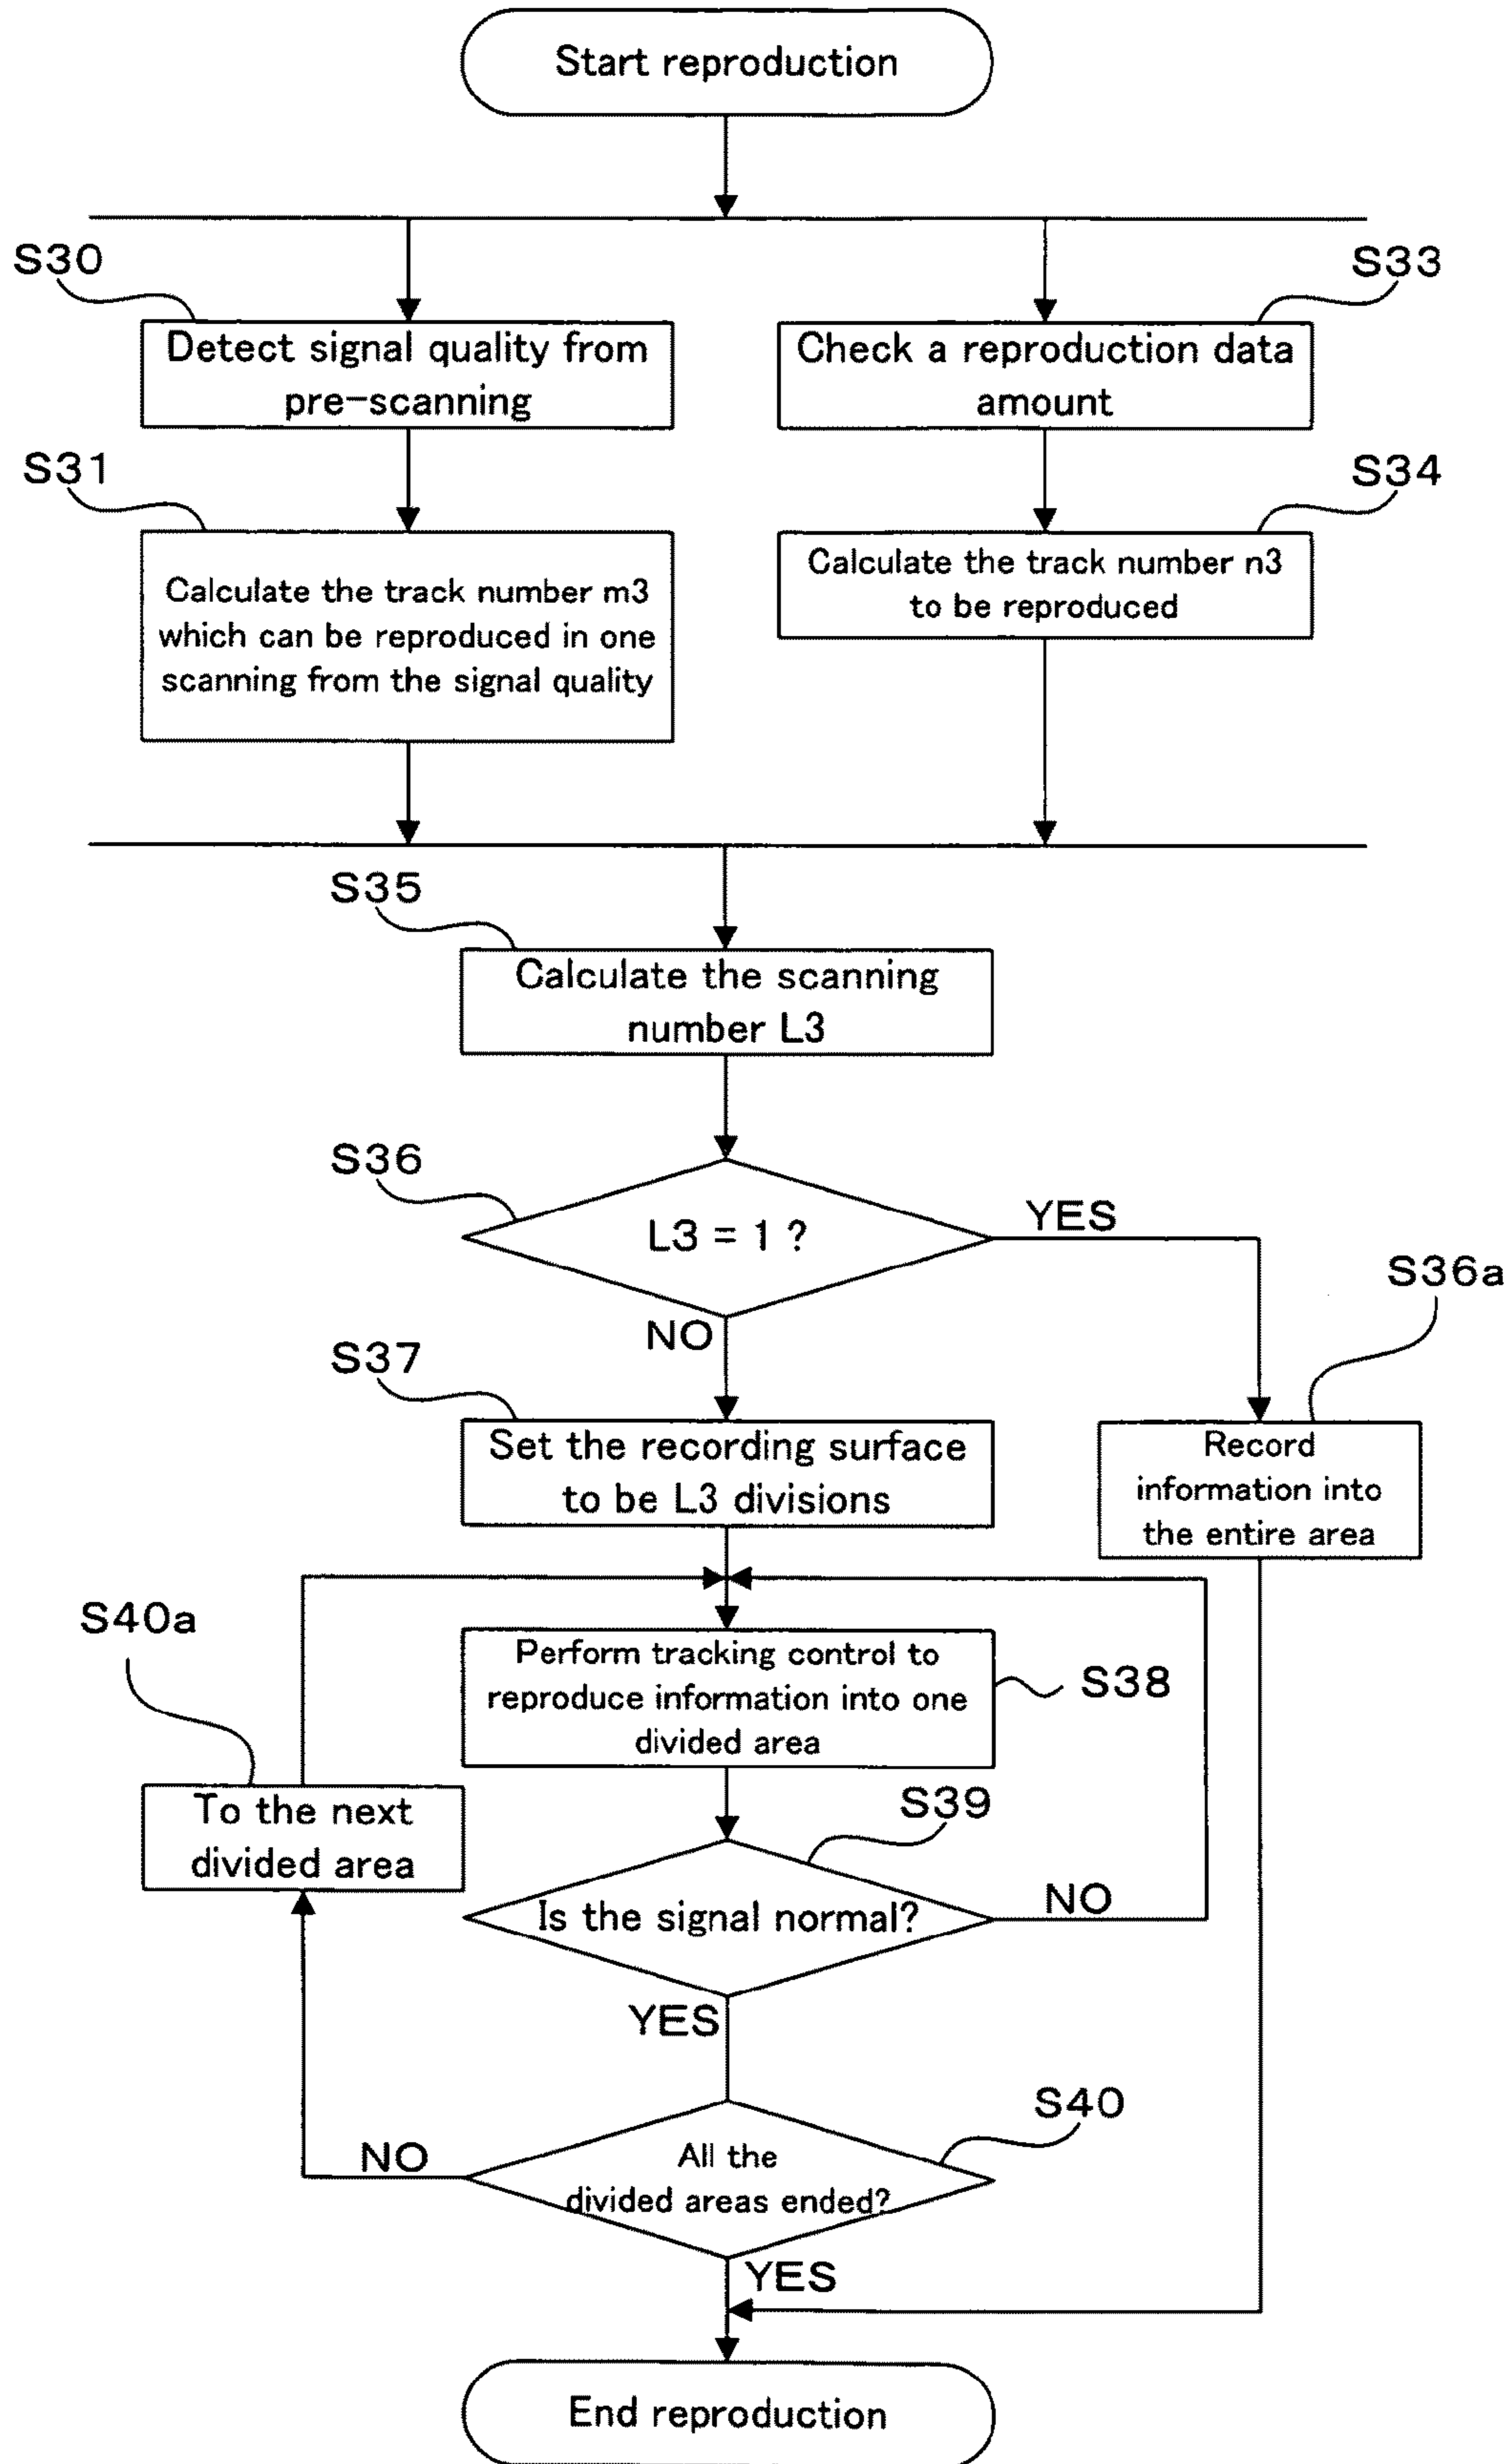 Start reproduction
S30
S33
Detect signal quality from
pre-scanning
Check a reproduction data
amount
S31
S34
Calculate the track number m3
which can be reproduced in one
scanning from the signal quality
Calculate the track number n3
to be reproduced
S35
Calculate the scanning
number L3
S36
L3 = 1 ?
YES
NO
S36a
S37
Set the recording surface
to be L3 divisions
Record
information into
the entire area
S40a
Perform tracking control to
reproduce information into one
divided area
S38
To the next
divided area
S39
Is the signal normal?
NO
YES
S40
All the
divided areas ended?
NO
YES
End reproduction